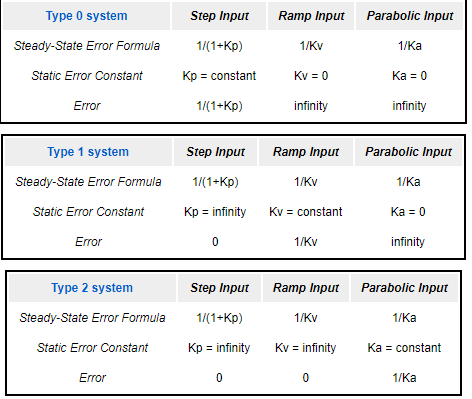 Type 0 system Step Input Ramp Input Parabolic Input
Steady-State Error Formula 1/(1+Kp) 1/Kv 1/Ka
Static Error Constant Kp = constant Kv = 0 Ka = 0
Error 1/(1+Kp) infinity infinity
Type 1 system Step Input Ramp Input Parabolic Input
Steady-State Error Formula 1/(1+Kp) 1/Kv 1/Ka
Static Error Constant Kp = infinity Kv = constant Ka = 0
Error 0 1/Kv infinity
Type 2 system Step Input Ramp Input Parabolic Input
Steady-State Error Formula 1/(1+Kp) 1/Kv 1/Ka
Static Error Constant Kp = infinity Kv = infinity Ka = constant
Error 0 0 1/Ka